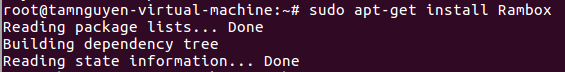 root@tamnguyen-virtual-machine:~# sudo apt-get install Rambox
Reading package lists... Done
Building dependency tree
Reading state information... Done